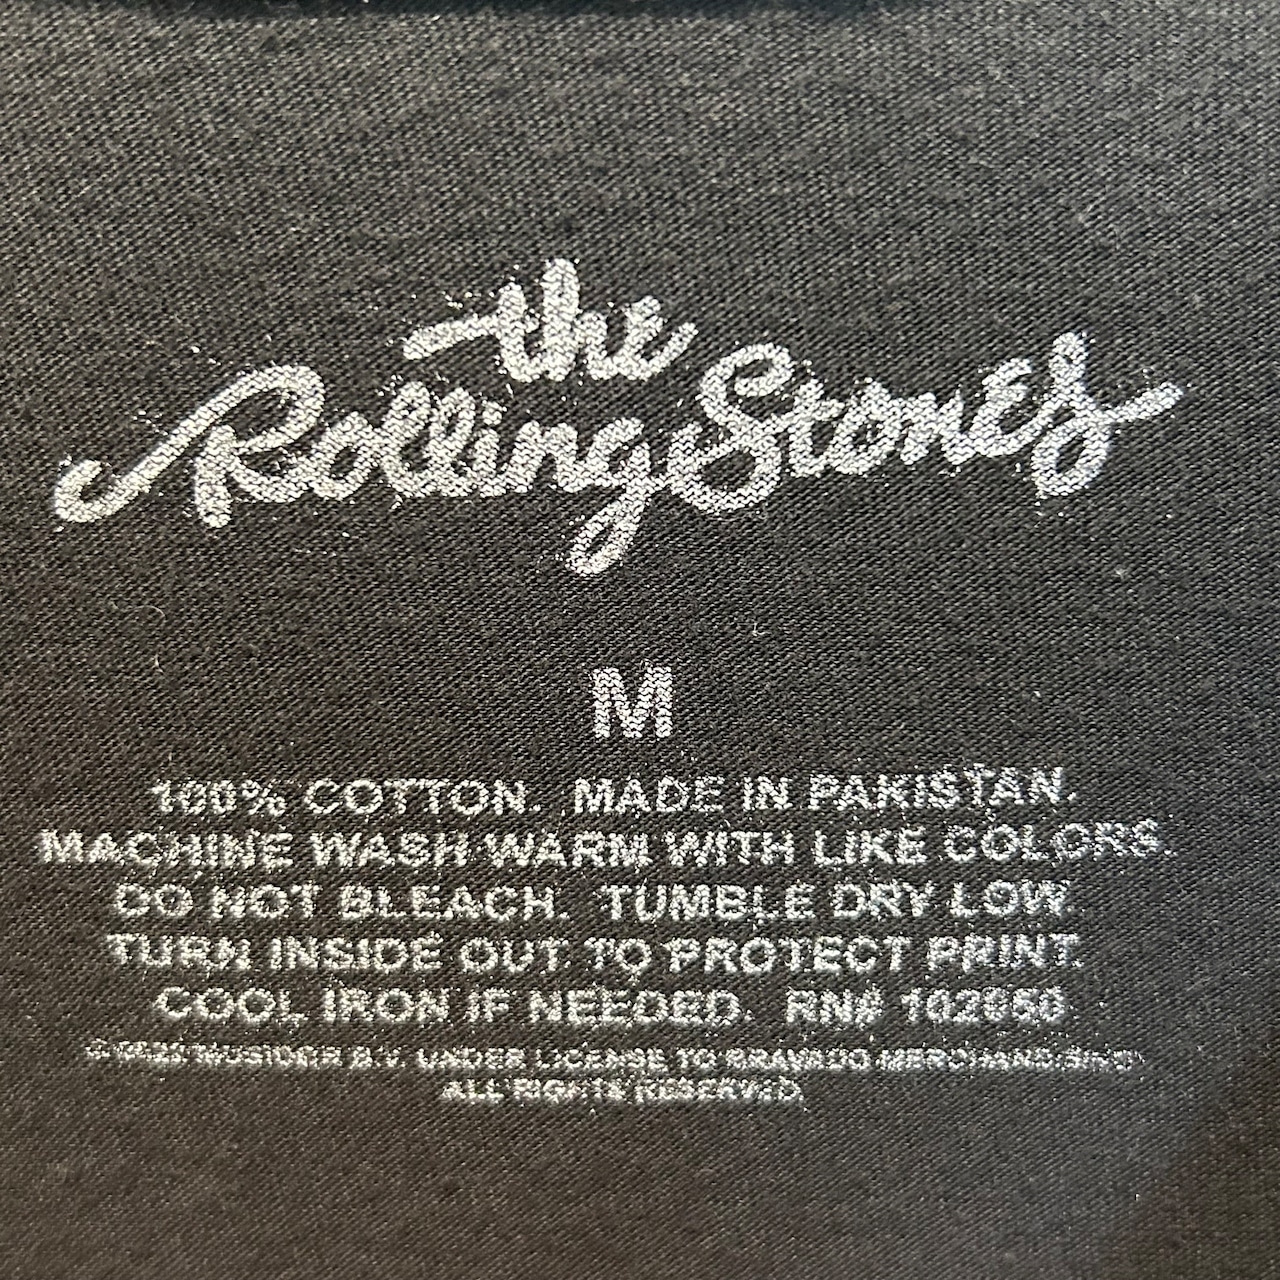 the
Rolling Stones
M
100% COTTON. MADE IN PAKISTAN.
MACHINE WASH WARM WITH LIKE COLORS.
DO NOT BLEACH. TUMBLE DRY LOW.
TURN INSIDE OUT TO PROTECT PRINT.
COOL IRON IF NEEDED. RN# 102950
MUSIDOR B.V. UNDER LICENSE TO BRAVADO MERCHANDISING
ALL RIGHTS RESERVED.